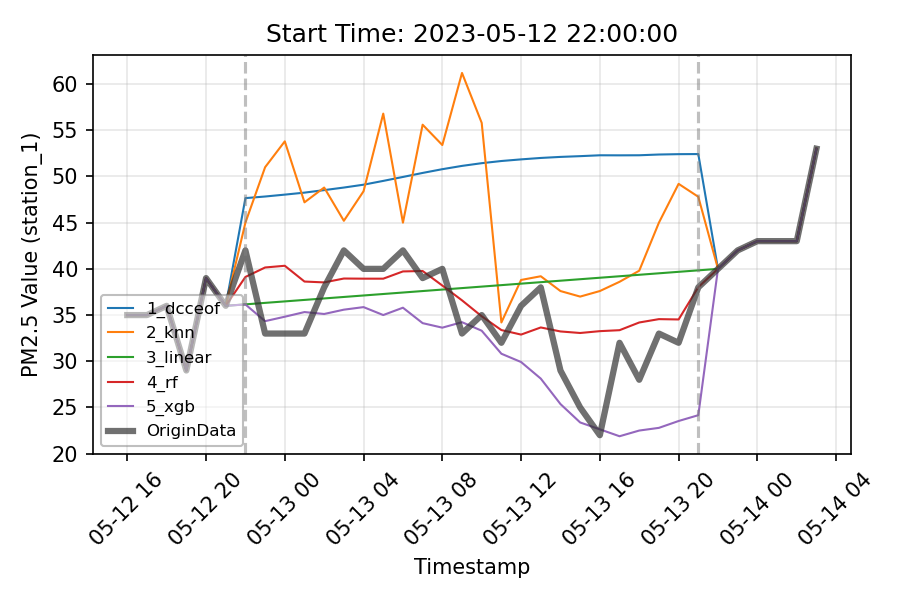 Start Time: 2023-05-12 22:00:00
PM2.5 Value (station_1)
60
55
50
45
40
35
30
25
20
1_dcceof
2_knn
3_linear
4_rf
5_xgb
OriginData
05-12 16
05-12 20
05-13 00
05-13 04
05-13 08
05-13 12
05-13 16
05-13 20
05-14 00
05-14 04
Timestamp